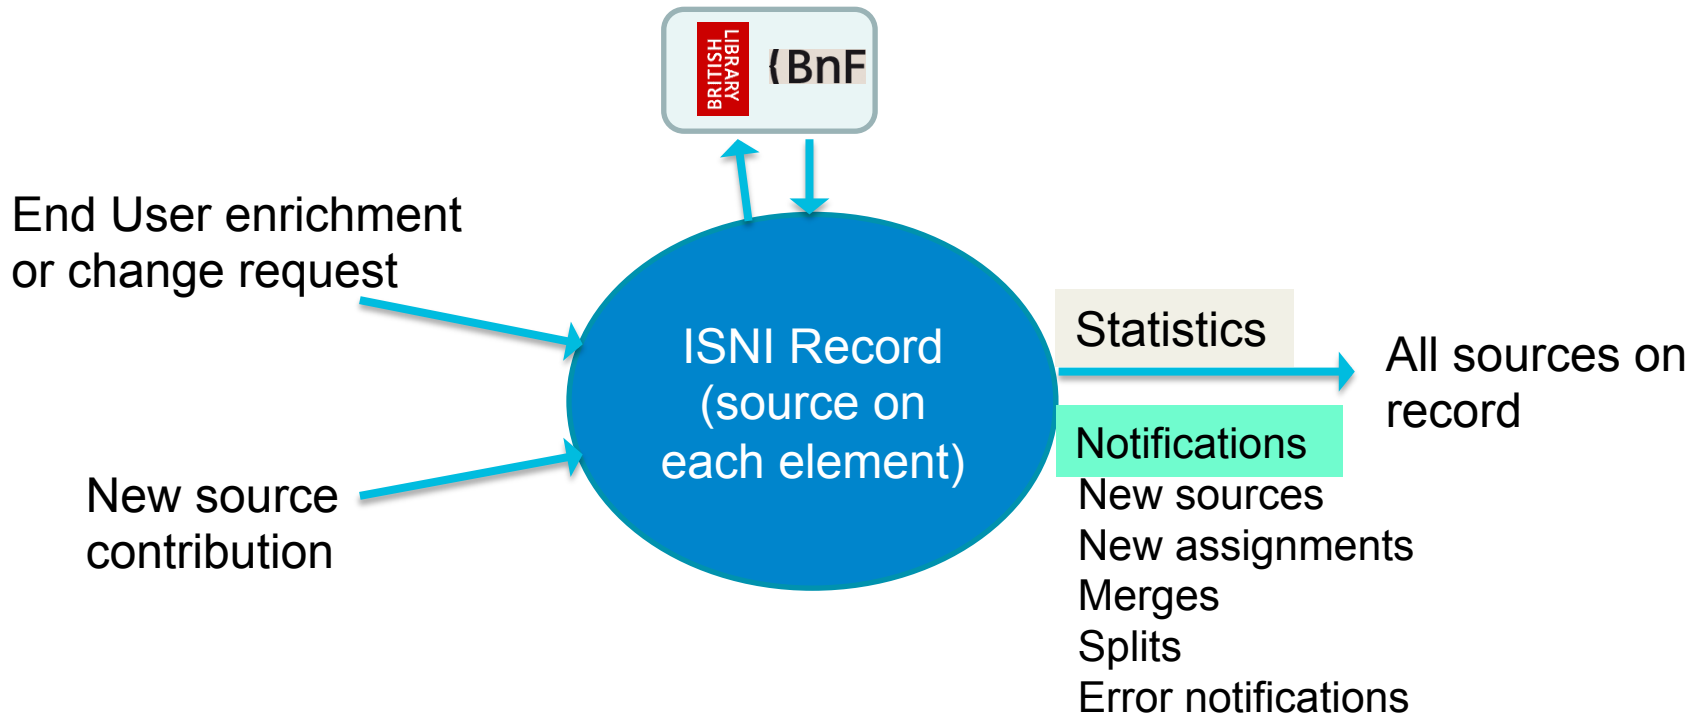 BRITISH
LIBRARY
{BnF
End User enrichment
or change request
ISNI Record
(source on
each element)
New source
contribution
Statistics
All sources on
record
Notifications
New sources
New assignments
Merges
Splits
Error notifications